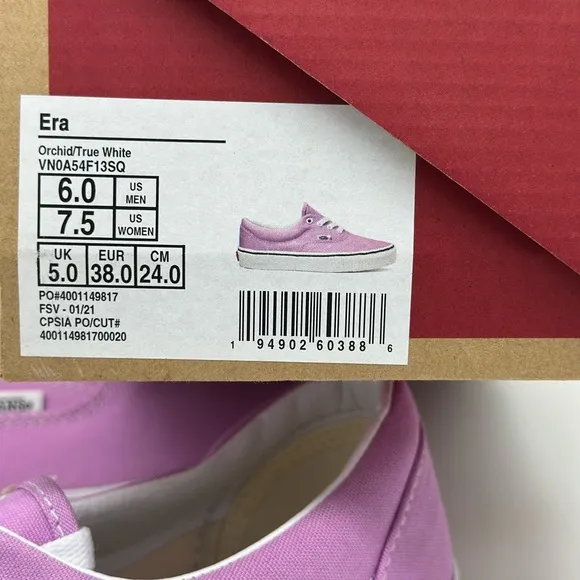 Era
Orchid/True White
VN0A54F13SQ
6.0 US MEN
7.5 US WOMEN
UK EUR CM
5.0 38.0 24.0
PO#4001149817
FSV - 01/21
CPSIA PO/CUT#
400114981700020
1 94902 60388 6